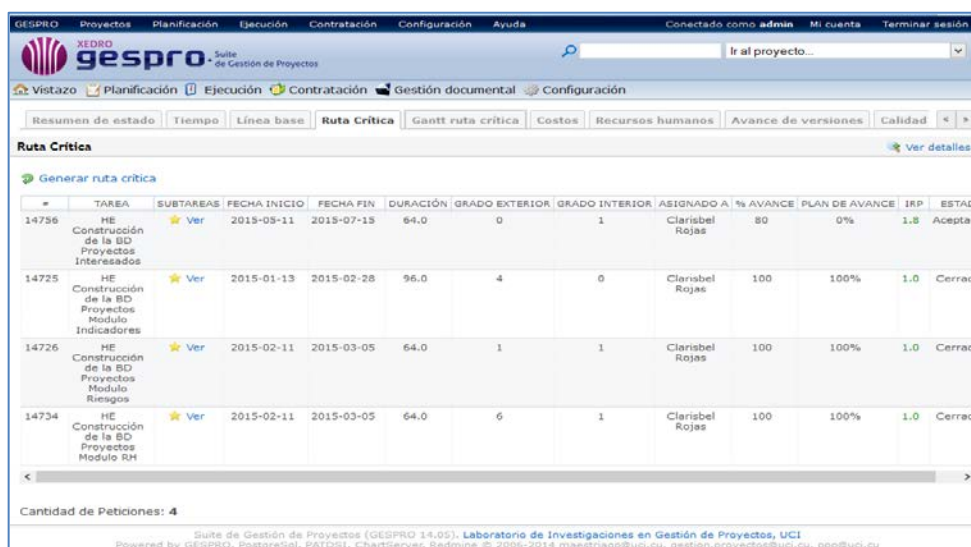 GESPRO Proyectos Planificación Ejecución Contratación Configuración Ayuda Conectado como admin Mi cuenta Terminar sesión
XEDRO
gespro. Suite de Gestión de Proyectos
Ir al proyecto...
Vistazo Planificación Ejecución Contratación Gestión documental Configuración
Resumen de estado Tiempo Línea base Ruta Crítica Gantt ruta crítica Costos Recursos humanos Avance de versiones Calidad
Ruta Crítica Ver detalles
Generar ruta crítica
# TAREA SUBTAREAS FECHA INICIO FECHA FIN DURACIÓN GRADO EXTERIOR GRADO INTERIOR ASIGNADO A % AVANCE PLAN DE AVANCE IRP ESTAD
14756 HE Ver 2015-05-11 2015-07-15 64.0 0 1 Clarisbel 80 0% 1.8 Acepta
Construcción Rojas
de la BD
Proyectos
Interesados
14725 HE Ver 2015-01-13 2015-02-28 96.0 4 0 Clarisbel 100 100% 1.0 Cerrad
Construcción Rojas
de la BD
Proyectos
Modulo
Indicadores
14726 HE Ver 2015-02-11 2015-03-05 64.0 1 1 Clarisbel 100 100% 1.0 Cerrad
Construcción Rojas
de la BD
Proyectos
Modulo
Riesgos
14734 HE Ver 2015-02-11 2015-03-05 64.0 6 1 Clarisbel 100 100% 1.0 Cerrad
Construcción Rojas
de la BD
Proyectos
Modulo RH
Cantidad de Peticiones: 4
Suite de Gestión de Proyectos (GESPRO 14.05). Laboratorio de Investigaciones en Gestión de Proyectos, UCI
Powered by GESPRO, PostgreSql, PATDSI, ChartServer, Redmine © 2006-2014